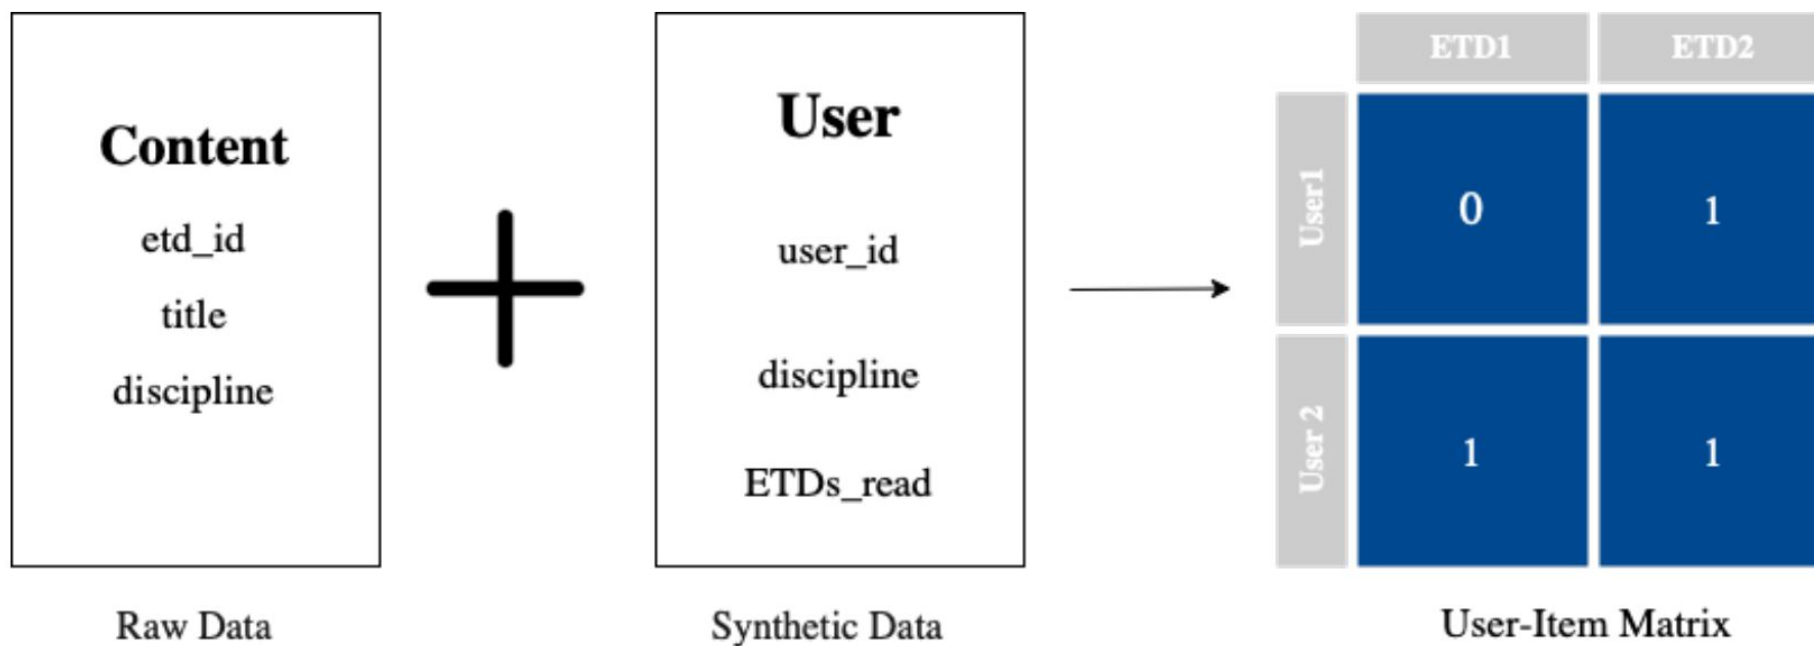 Content
etd_id
title
discipline
Raw Data
User
user_id
discipline
ETDs_read
Synthetic Data
ETD1 ETD2
User1 0 1
User 2 1 1
User-Item Matrix